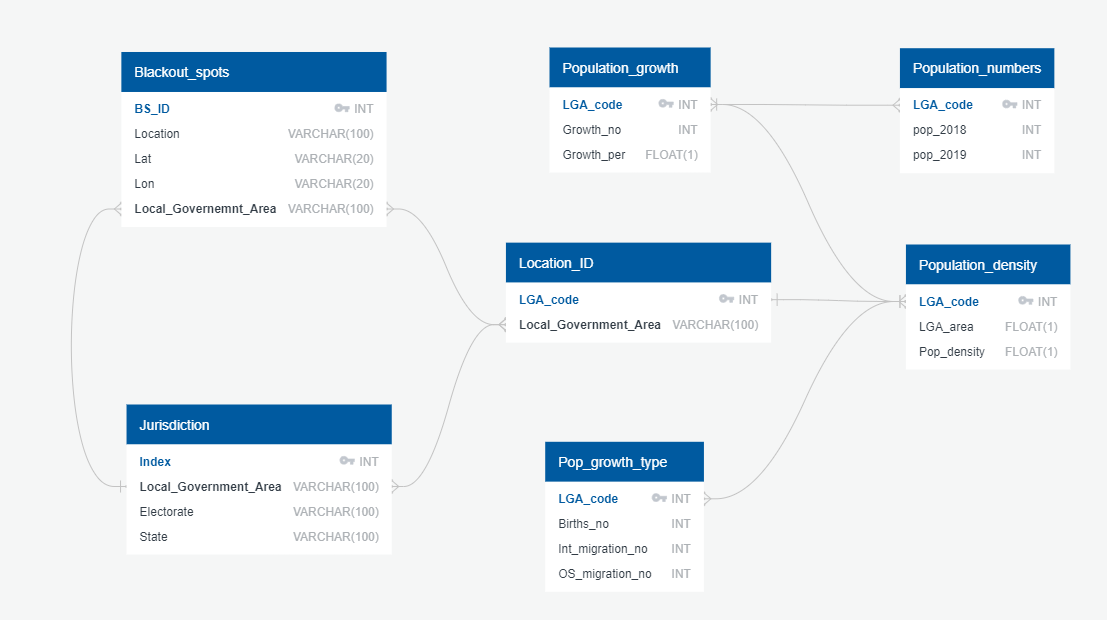 Blackout_spots
BS_ID INT
Location VARCHAR(100)
Lat VARCHAR(20)
Lon VARCHAR(20)
Local_Governemnt_Area VARCHAR(100)
Population_growth
LGA_code INT
Growth_no INT
Growth_per FLOAT(1)
Population_numbers
LGA_code INT
pop_2018 INT
pop_2019 INT
Location_ID
LGA_code INT
Local_Government_Area VARCHAR(100)
Population_density
LGA_code INT
LGA_area FLOAT(1)
Pop_density FLOAT(1)
Jurisdiction
Index INT
Local_Government_Area VARCHAR(100)
Electorate VARCHAR(100)
State VARCHAR(100)
Pop_growth_type
LGA_code INT
Births_no INT
Int_migration_no INT
OS_migration_no INT